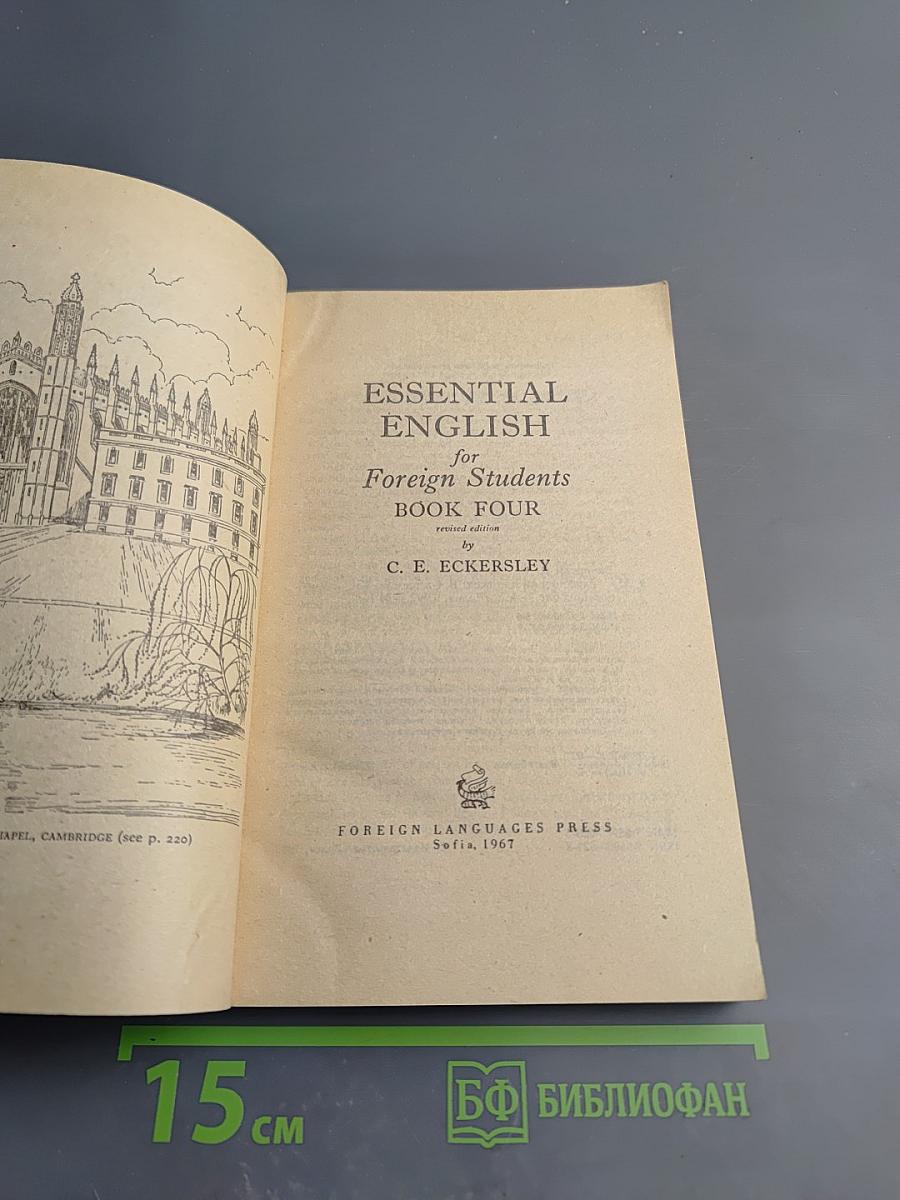 CAMBRIDGE (see p. 220)
ESSENTIAL
ENGLISH
for
Foreign Students
BOOK FOUR
revised edition
by
C. E. ECKERSLEY
FOREIGN LANGUAGES PRESS
Sofia, 1967
15 см
БФ БИБЛИОФАН